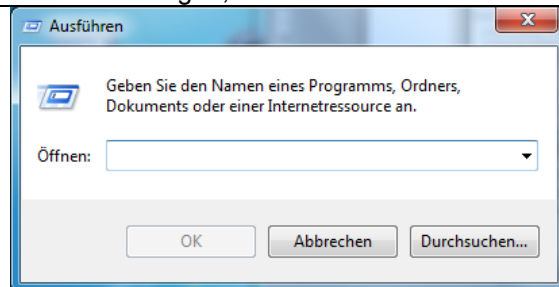 Ausführen
Geben Sie den Namen eines Programms, Ordners,
Dokuments oder einer Internetressource an.
Öffnen:
OK Abbrechen Durchsuchen...